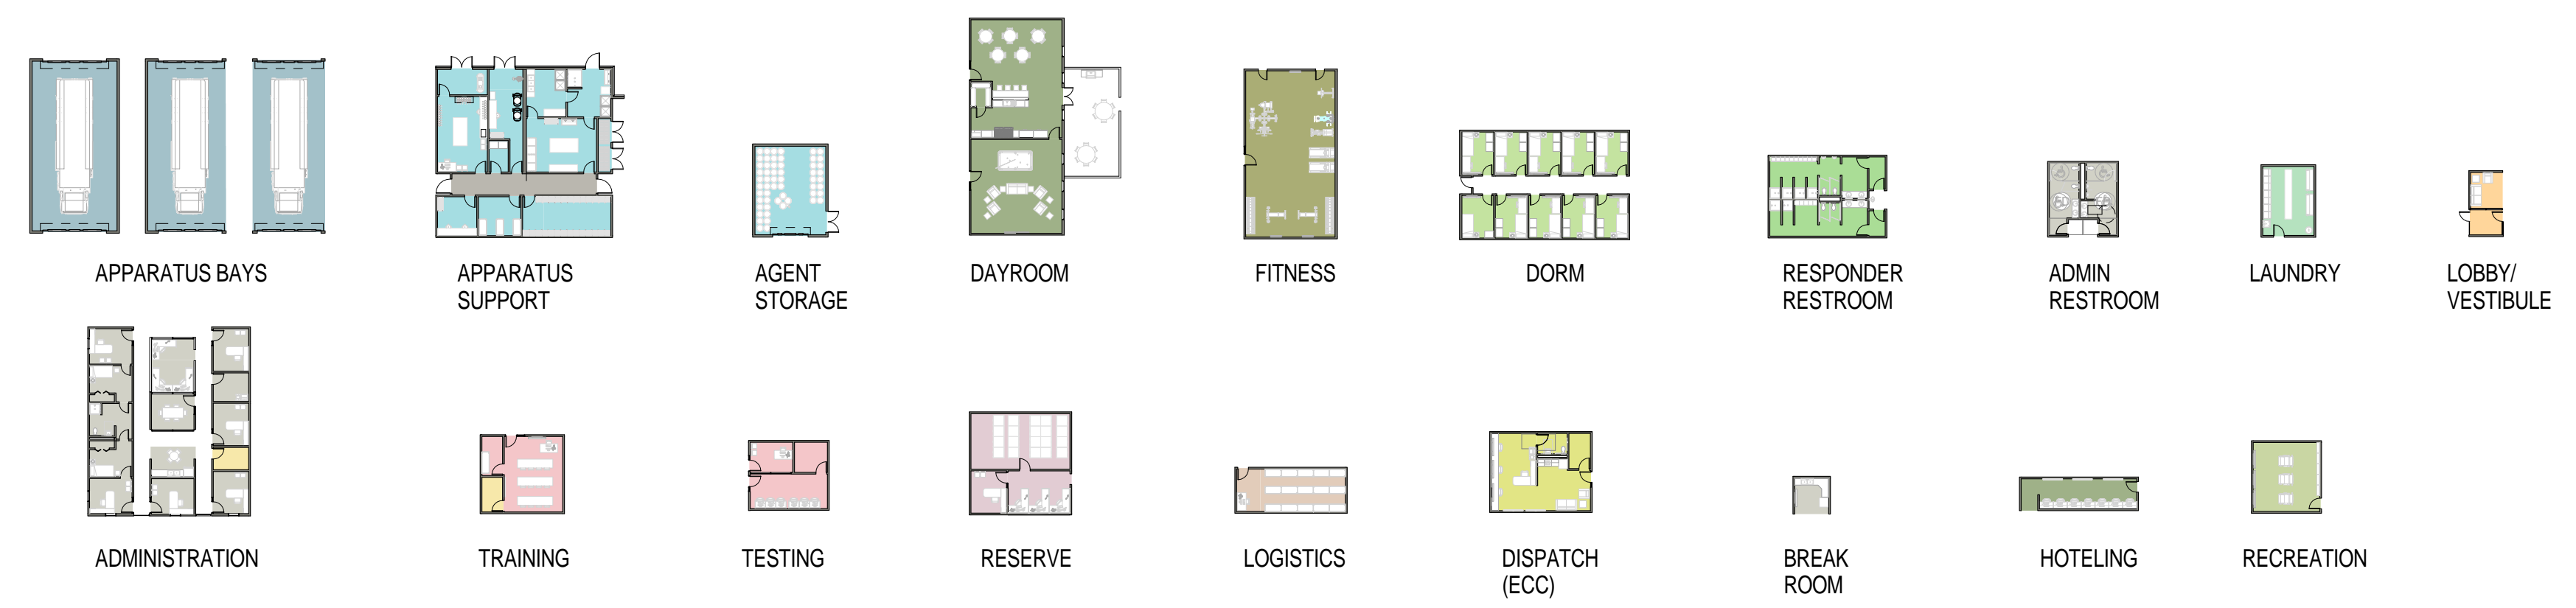 APPARATUS BAYS
APPARATUS
SUPPORT
AGENT
STORAGE
DAYROOM
FITNESS
DORM
RESPONDER
RESTROOM
ADMIN
RESTROOM
LAUNDRY
LOBBY/
VESTIBULE
ADMINISTRATION
TRAINING
TESTING
RESERVE
LOGISTICS
DISPATCH
(ECC)
BREAK
ROOM
HOTELING
RECREATION